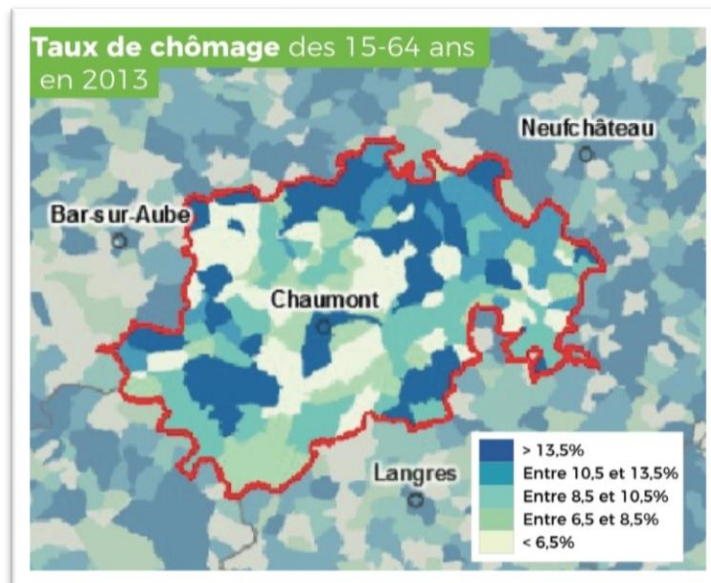 Taux de chômage des 15-64 ans
en 2013
Neufchâteau
Bar-sur-Aube
Chaumont
Langres
> 13,5%
Entre 10,5 et 13,5%
Entre 8,5 et 10,5%
Entre 6,5 et 8,5%
< 6,5%